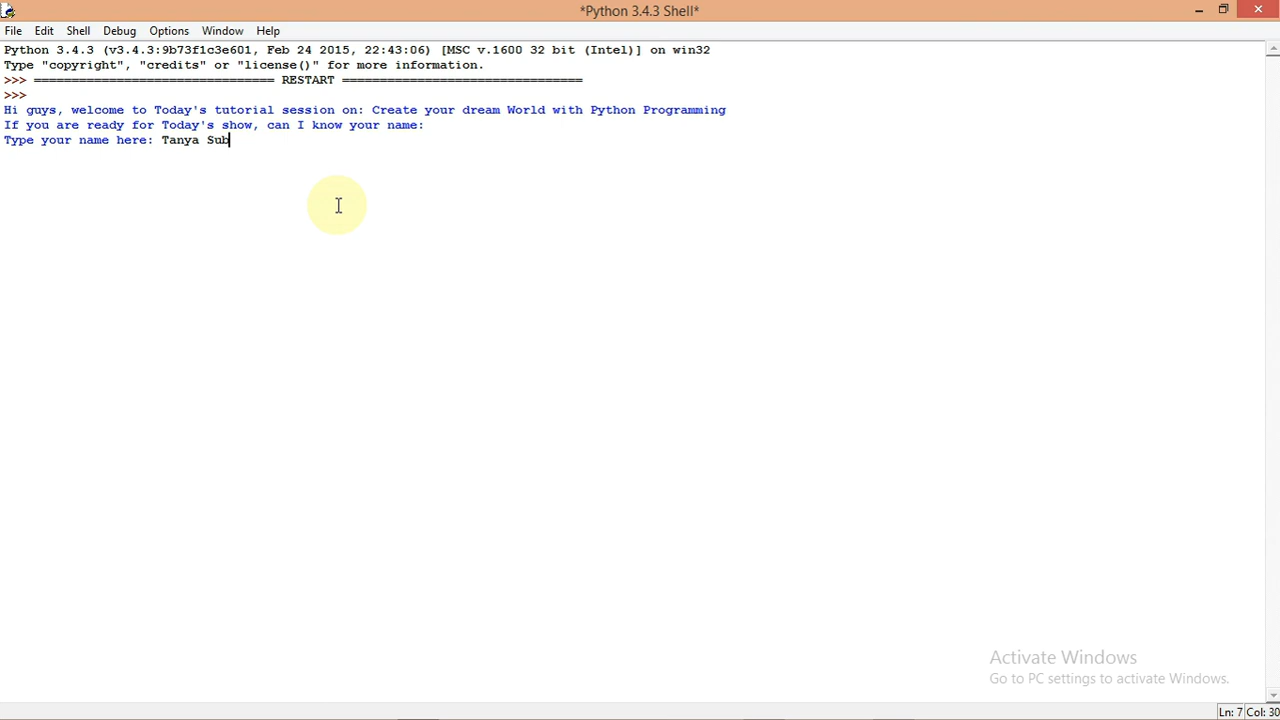 *Python 3.4.3 Shell*
File Edit Shell Debug Options Window Help
Python 3.4.3 (v3.4.3:9b73f1c3e601, Feb 24 2015, 22:43:06) [MSC v.1600 32 bit (Intel)] on win32
Type "copyright", "credits" or "license()" for more information.
>>> ================================ RESTART ================================
>>>
Hi guys, welcome to Today's tutorial session on: Create your dream World with Python Programming
If you are ready for Today's show, can I know your name:
Type your name here: Tanya Sub
Activate Windows
Go to PC settings to activate Windows.
Ln: 7 Col: 30